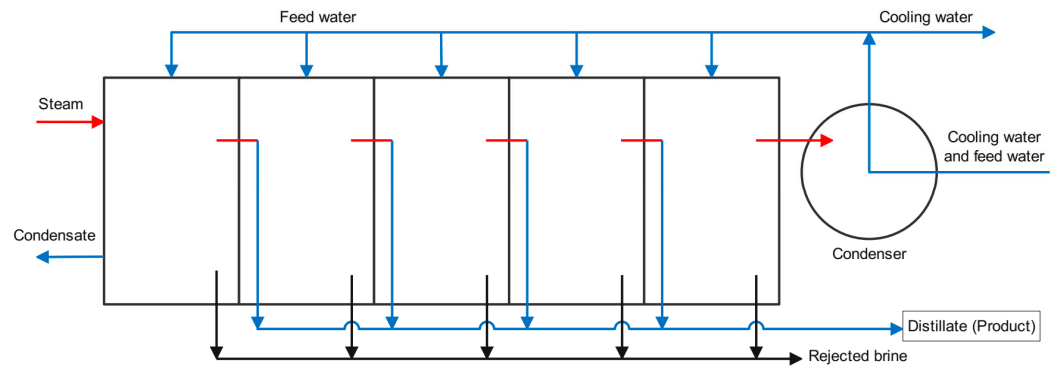 Feed water
Cooling water
Steam
Cooling water
and feed water
Condensate
Condenser
Distillate (Product)
Rejected brine